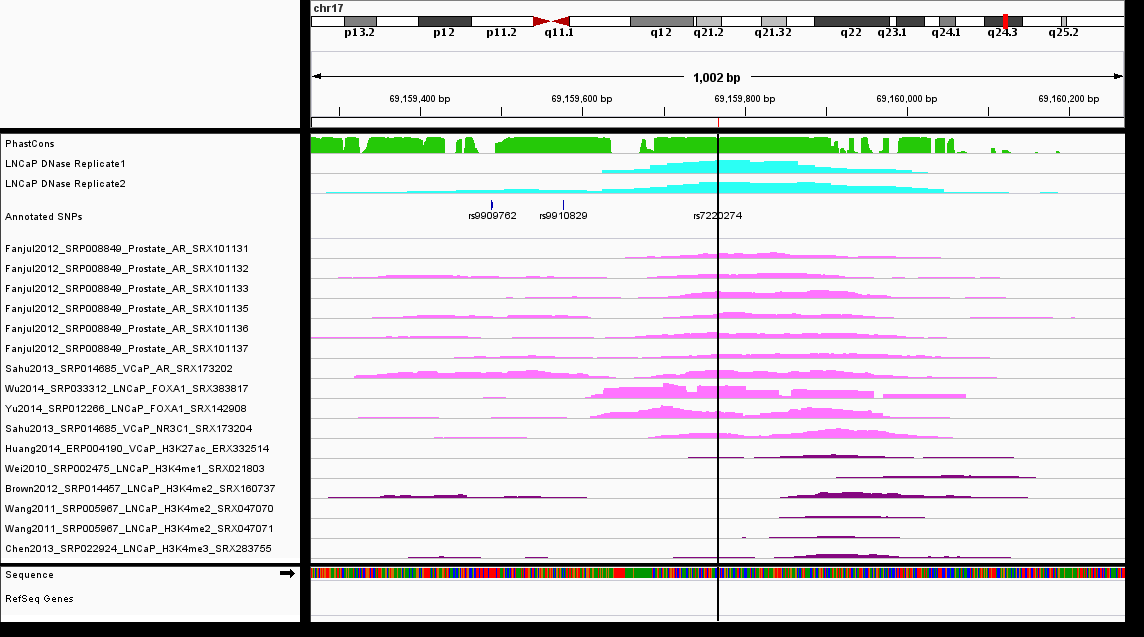 chr17
p13.2 p12 p11.2 q11.1 q12 q21.2 q21.32 q22 q23.1 q24.1 q24.3 q25.2
1,002 bp
69,159,400 bp 69,159,600 bp 69,159,800 bp 69,160,000 bp 69,160,200 bp
PhastCons
LNCaP DNase Replicate1
LNCaP DNase Replicate2
Annotated SNPs
rs9909762 rs9910829 rs7220274
Fanjul2012_SRP008849_Prostate_AR_SRX101131
Fanjul2012_SRP008849_Prostate_AR_SRX101132
Fanjul2012_SRP008849_Prostate_AR_SRX101133
Fanjul2012_SRP008849_Prostate_AR_SRX101135
Fanjul2012_SRP008849_Prostate_AR_SRX101136
Fanjul2012_SRP008849_Prostate_AR_SRX101137
Sahu2013_SRP014685_VCaP_AR_SRX173202
Wu2014_SRP033312_LNCaP_FOXA1_SRX383817
Yu2014_SRP012266_LNCaP_FOXA1_SRX142908
Sahu2013_SRP014685_VCaP_NR3C1_SRX173204
Huang2014_ERP004190_VCaP_H3K27ac_ERX332514
Wei2010_SRP002475_LNCaP_H3K4me1_SRX021803
Brown2012_SRP014457_LNCaP_H3K4me2_SRX160737
Wang2011_SRP005967_LNCaP_H3K4me2_SRX047070
Wang2011_SRP005967_LNCaP_H3K4me2_SRX047071
Chen2013_SRP022924_LNCaP_H3K4me3_SRX283755
Sequence
RefSeq Genes